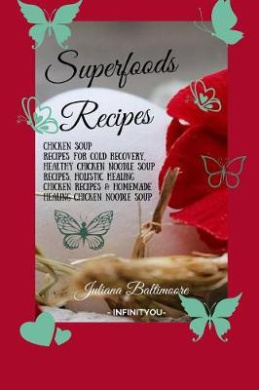 Superfoods
Recipes
CHICKEN SOUP
RECIPES FOR COLD RECOVERY,
HEALTHY CHICKEN NOODLE SOUP
RECIPES, HOLISTIC HEALING
CHICKEN RECIPES & HOMEMADE
HEALING CHICKEN NOODLE SOUP
Juliana Baltimoore
- INFINITYOU-